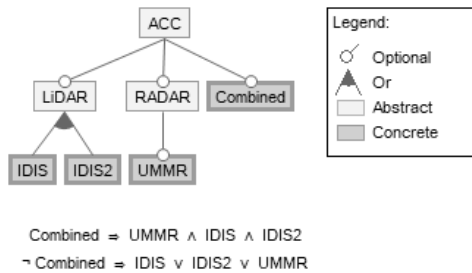 ACC
LiDAR RADAR Combined
IDIS IDIS2 UMMR
Legend:
Optional
Or
Abstract
Concrete
Combined ⇒ UMMR ∧ IDIS ∧ IDIS2
¬ Combined ⇒ IDIS ∨ IDIS2 ∨ UMMR